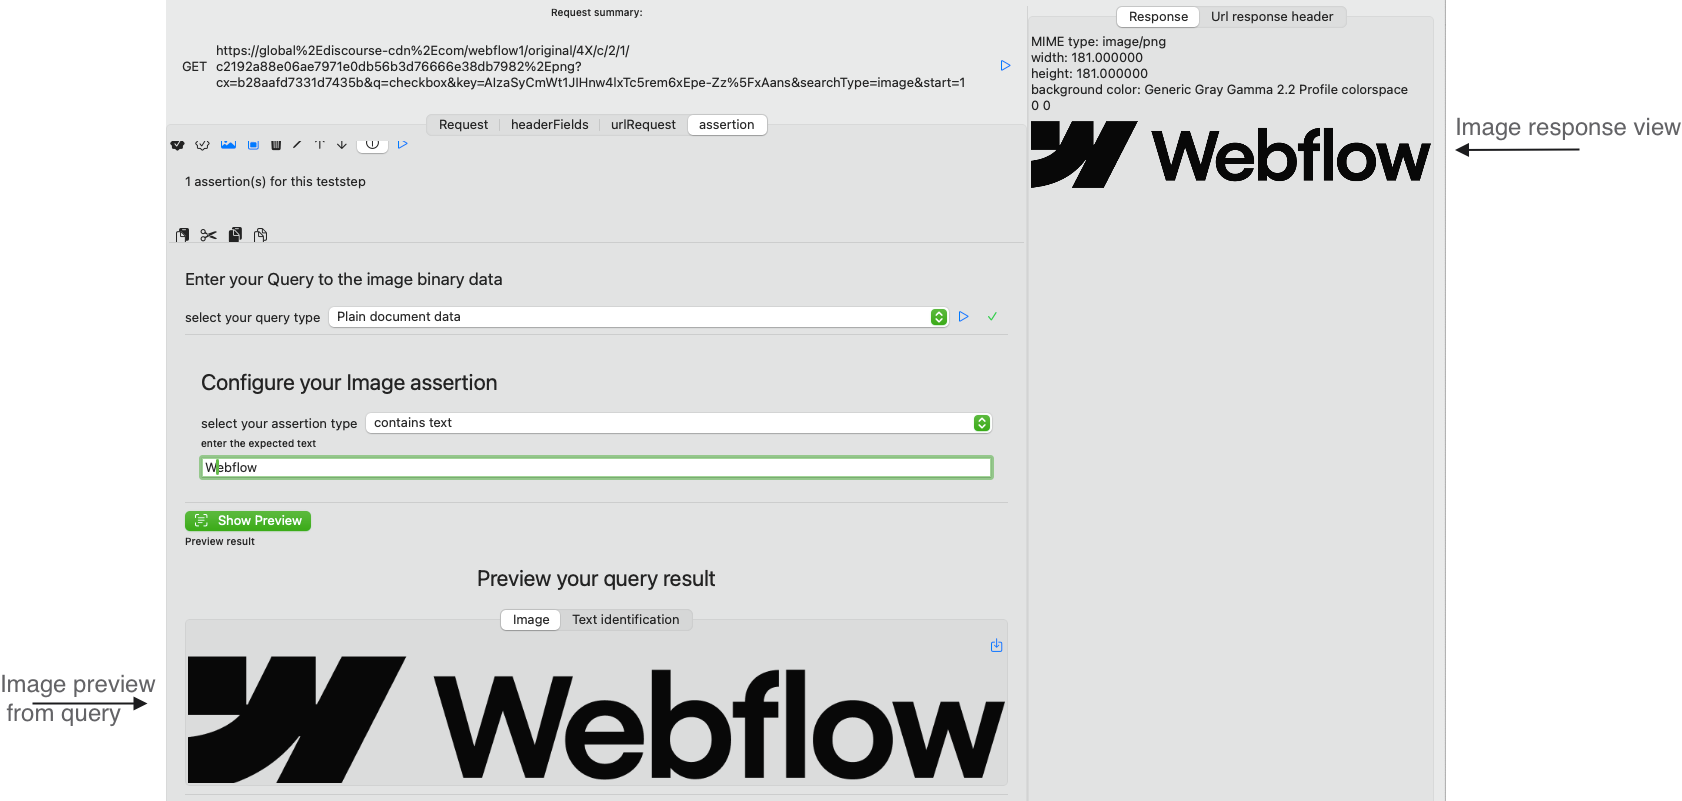 Request summary:
GET
https://global%2Ediscourse-cdn%2Ecom/webflow1/original/4X/c/2/1/
c2192a88e06ae7971e0db56b3d76666e38db7982%2Epng?
cx=b28aafd7331d7435b&q=checkbox&key=AIzaSyCmWt1JIHnw4IxTc5rem6xEpe-Zz%5FxAans&searchType=image&start=1
Request
headerFields
urlRequest
assertion
1 assertion(s) for this teststep
Enter your Query to the image binary data
select your query type
Plain document data
Configure your Image assertion
select your assertion type
contains text
enter the expected text
Webflow
Show Preview
Preview result
Preview your query result
Image
Text identification
Webflow
Response
Url response header
MIME type: image/png
width: 181.000000
height: 181.000000
background color: Generic Gray Gamma 2.2 Profile colorspace
0 0
Webflow
Image response view
Image preview
from query